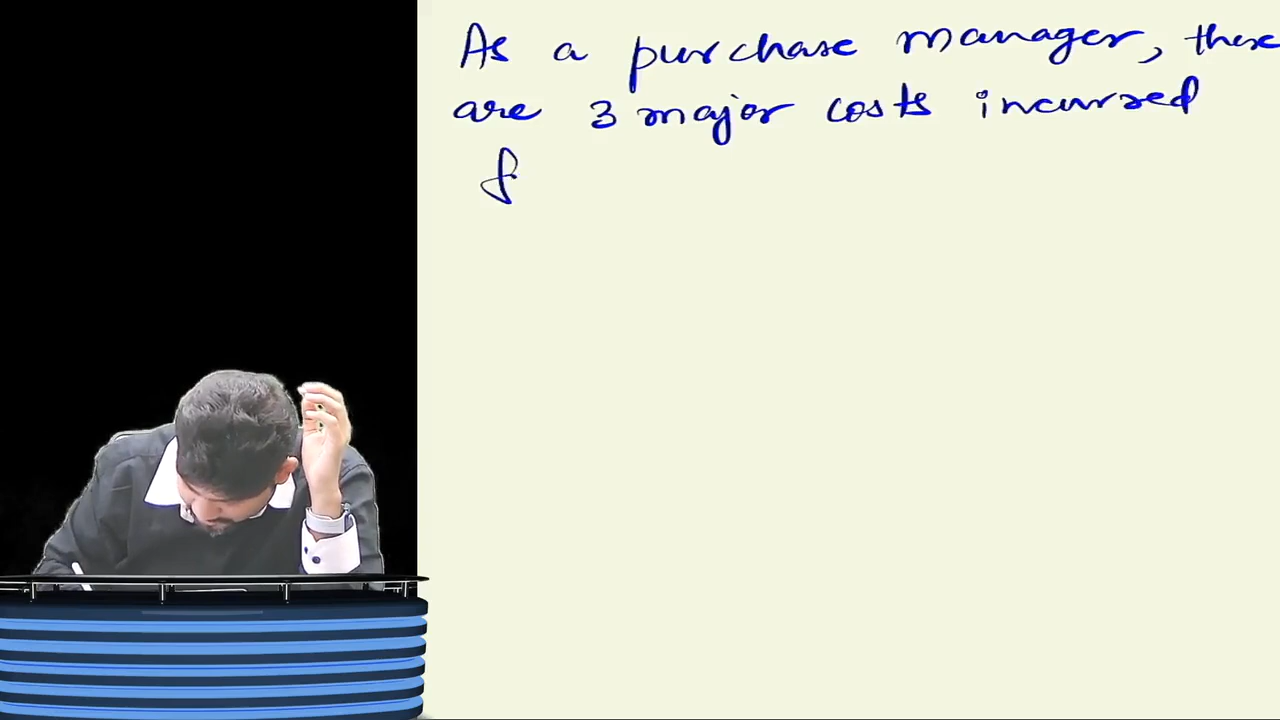 As a purchase manager, there
are 3 major costs incurred
f